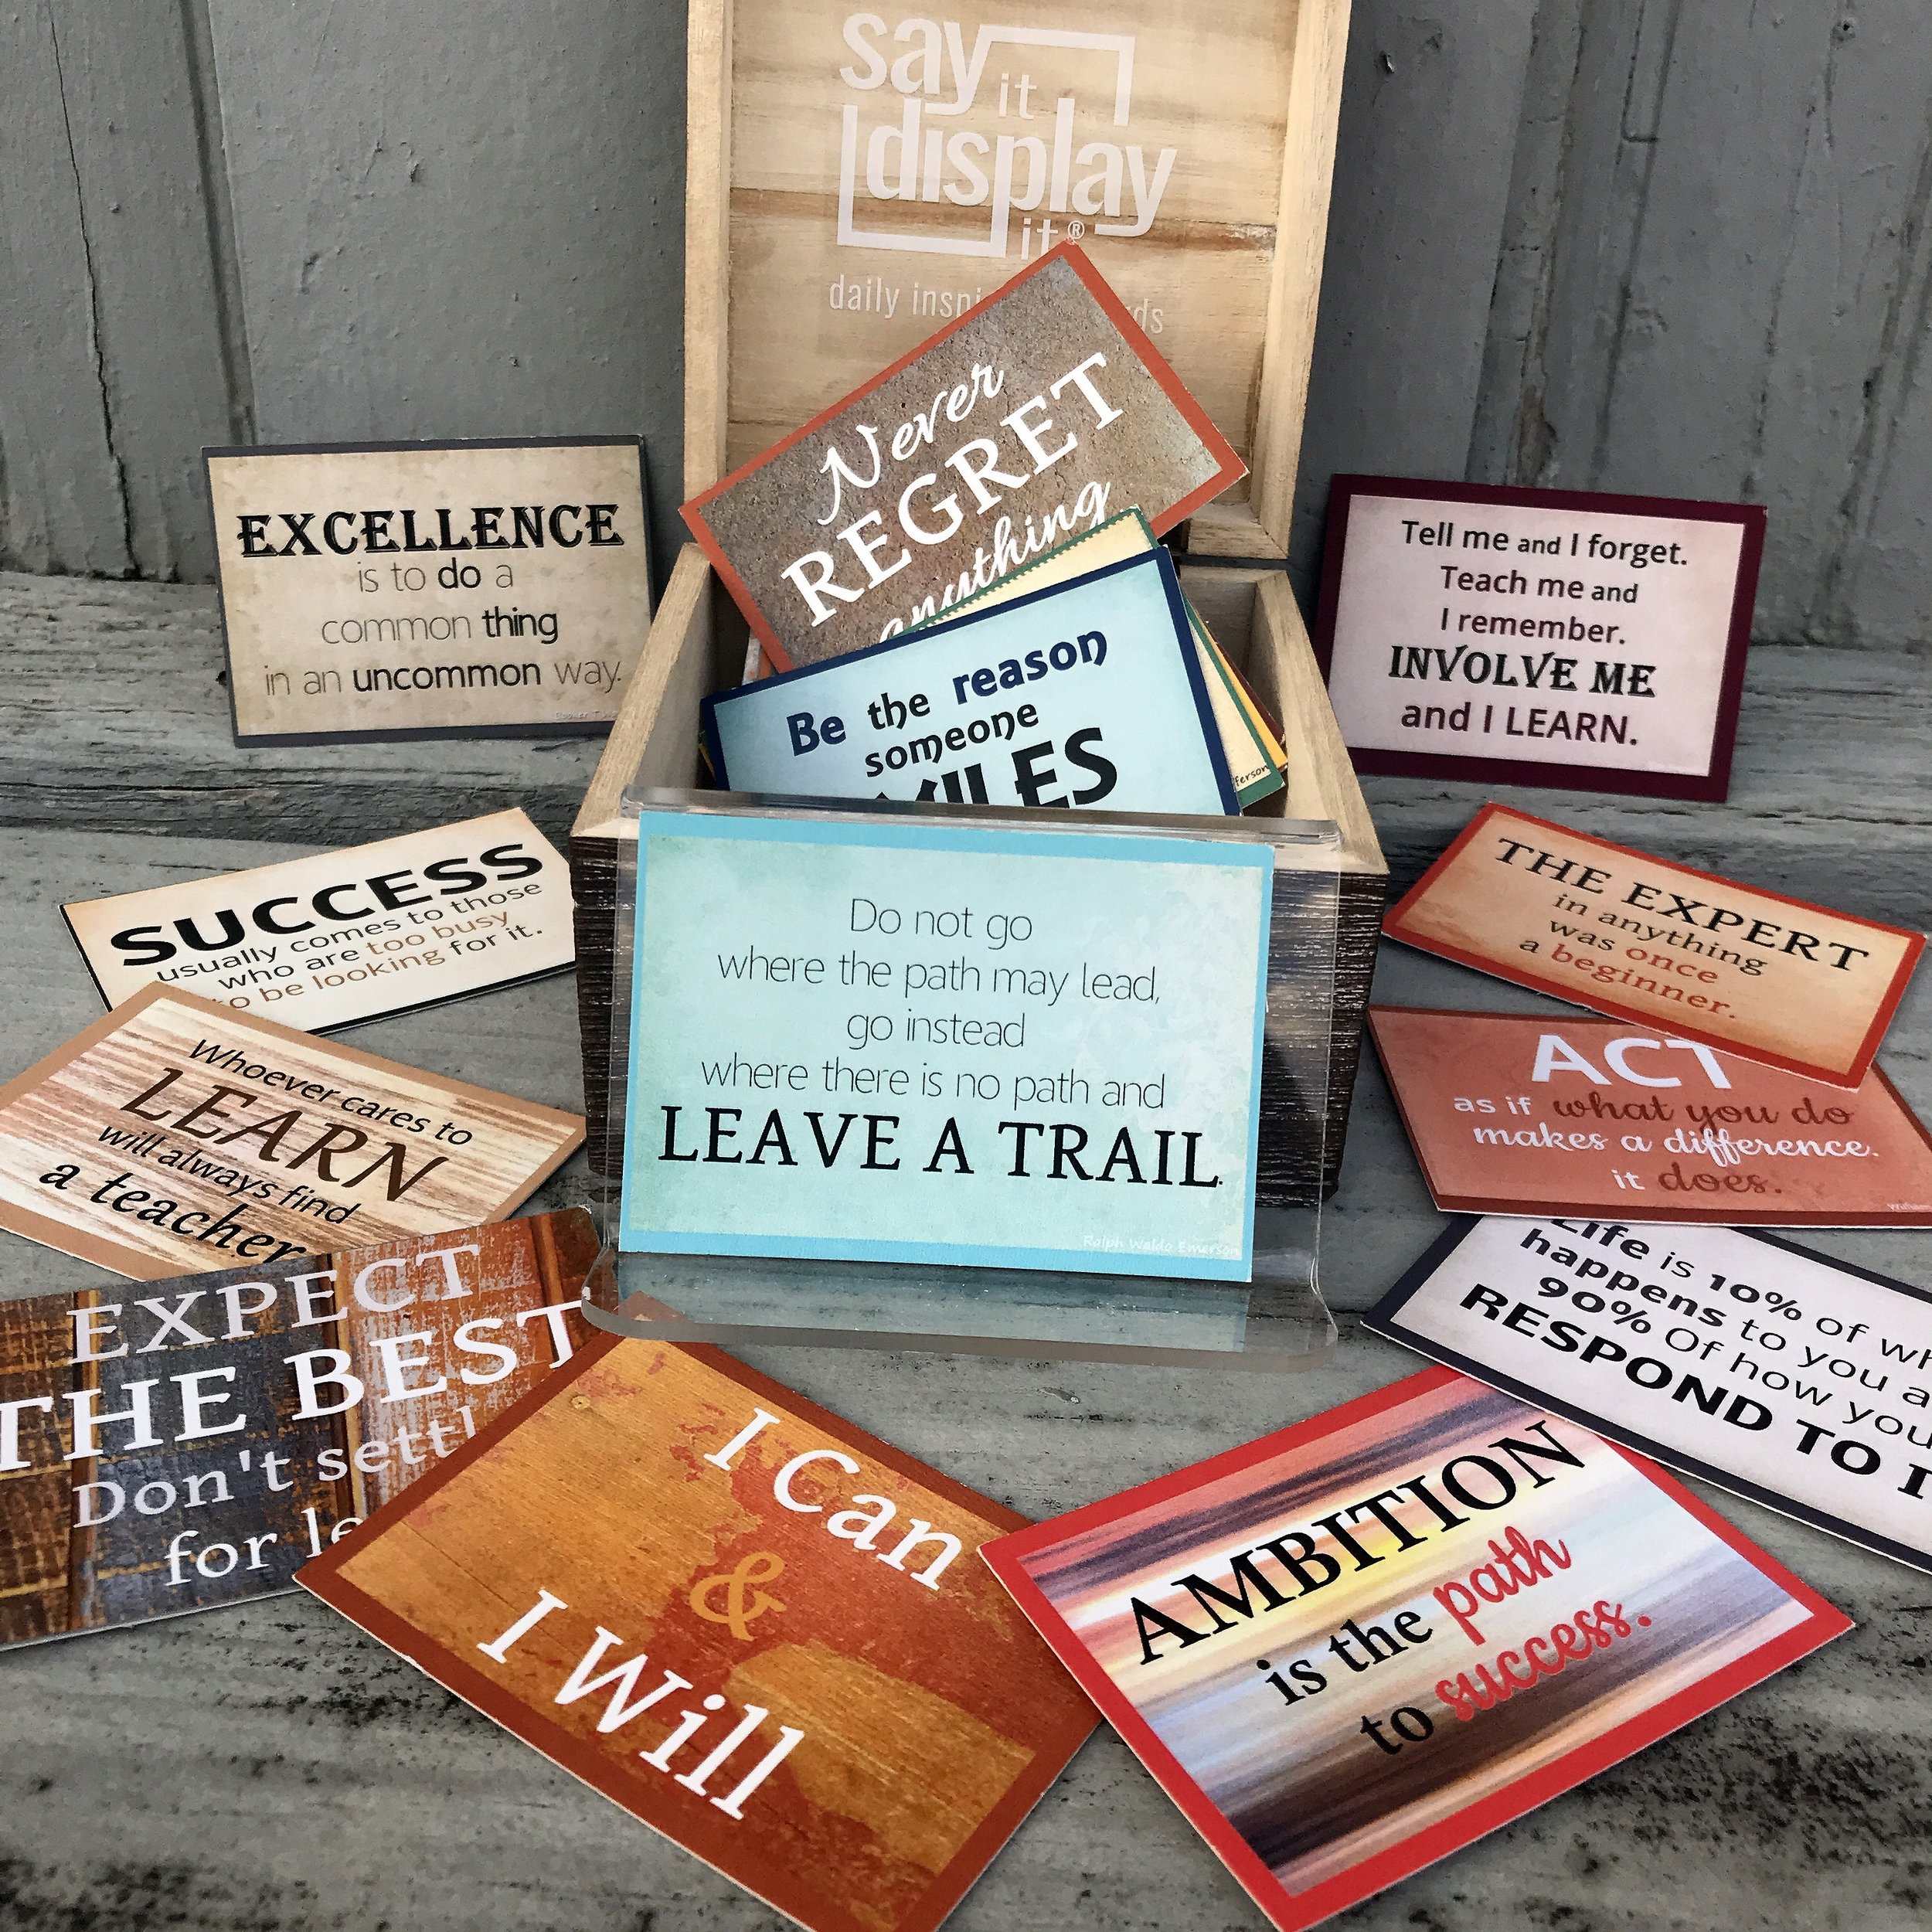 say it
display
it®
daily
Never
REGRET
anything
Be the reason
someone
EXCELLENCE
is to do a
common thing
in an uncommon way.
Tell me and I forget.
Teach me and
I remember.
INVOLVE ME
and I LEARN.
SUCCESS
usually comes to those
who are too busy
to be looking for it.
THE EXPERT
in anything
was once
a beginner.
Do not go
where the path may lead,
go instead
where there is no path and
LEAVE A TRAIL.
Ralph Waldo Emerson
Whoever cares to
LEARN
will always find
a teacher
ACT
as if what you do
makes a difference.
it does.
Life is 10% of
happens to you
90% Of how you
RESPOND TO
EXPECT
THE BEST
Don't
for
I Can
&
I Will
AMBITION
is the path
to success.